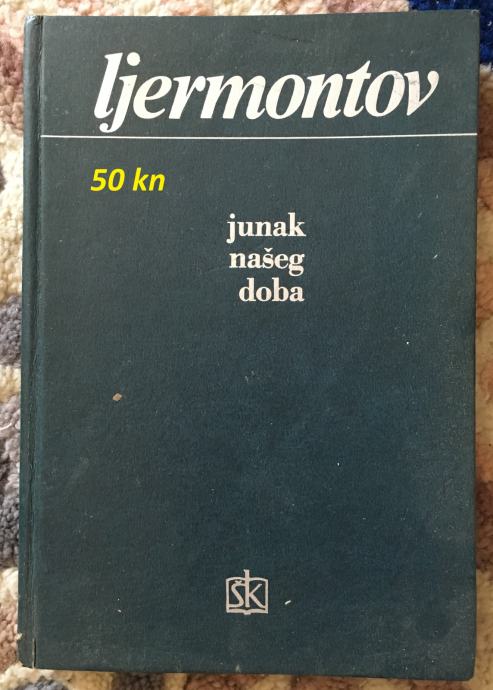 ljermontov
50 kn
junak
našeg
doba
ŠK